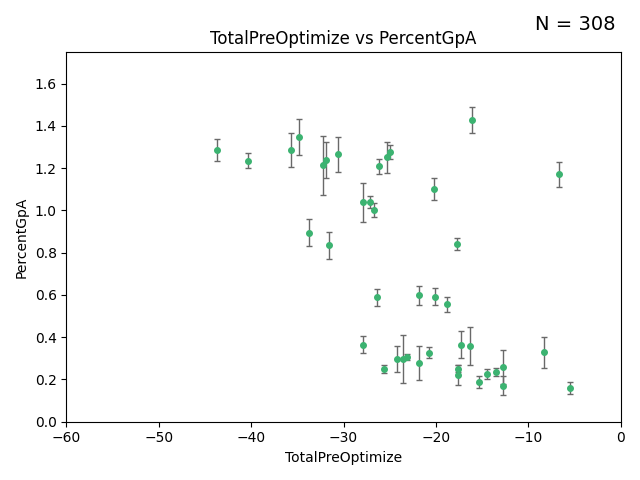 N = 308
TotalPreOptimize vs PercentGpA
PercentGpA
1.6
1.4
1.2
1.0
0.8
0.6
0.4
0.2
0.0
−60 −50 −40 −30 −20 −10 0
TotalPreOptimize